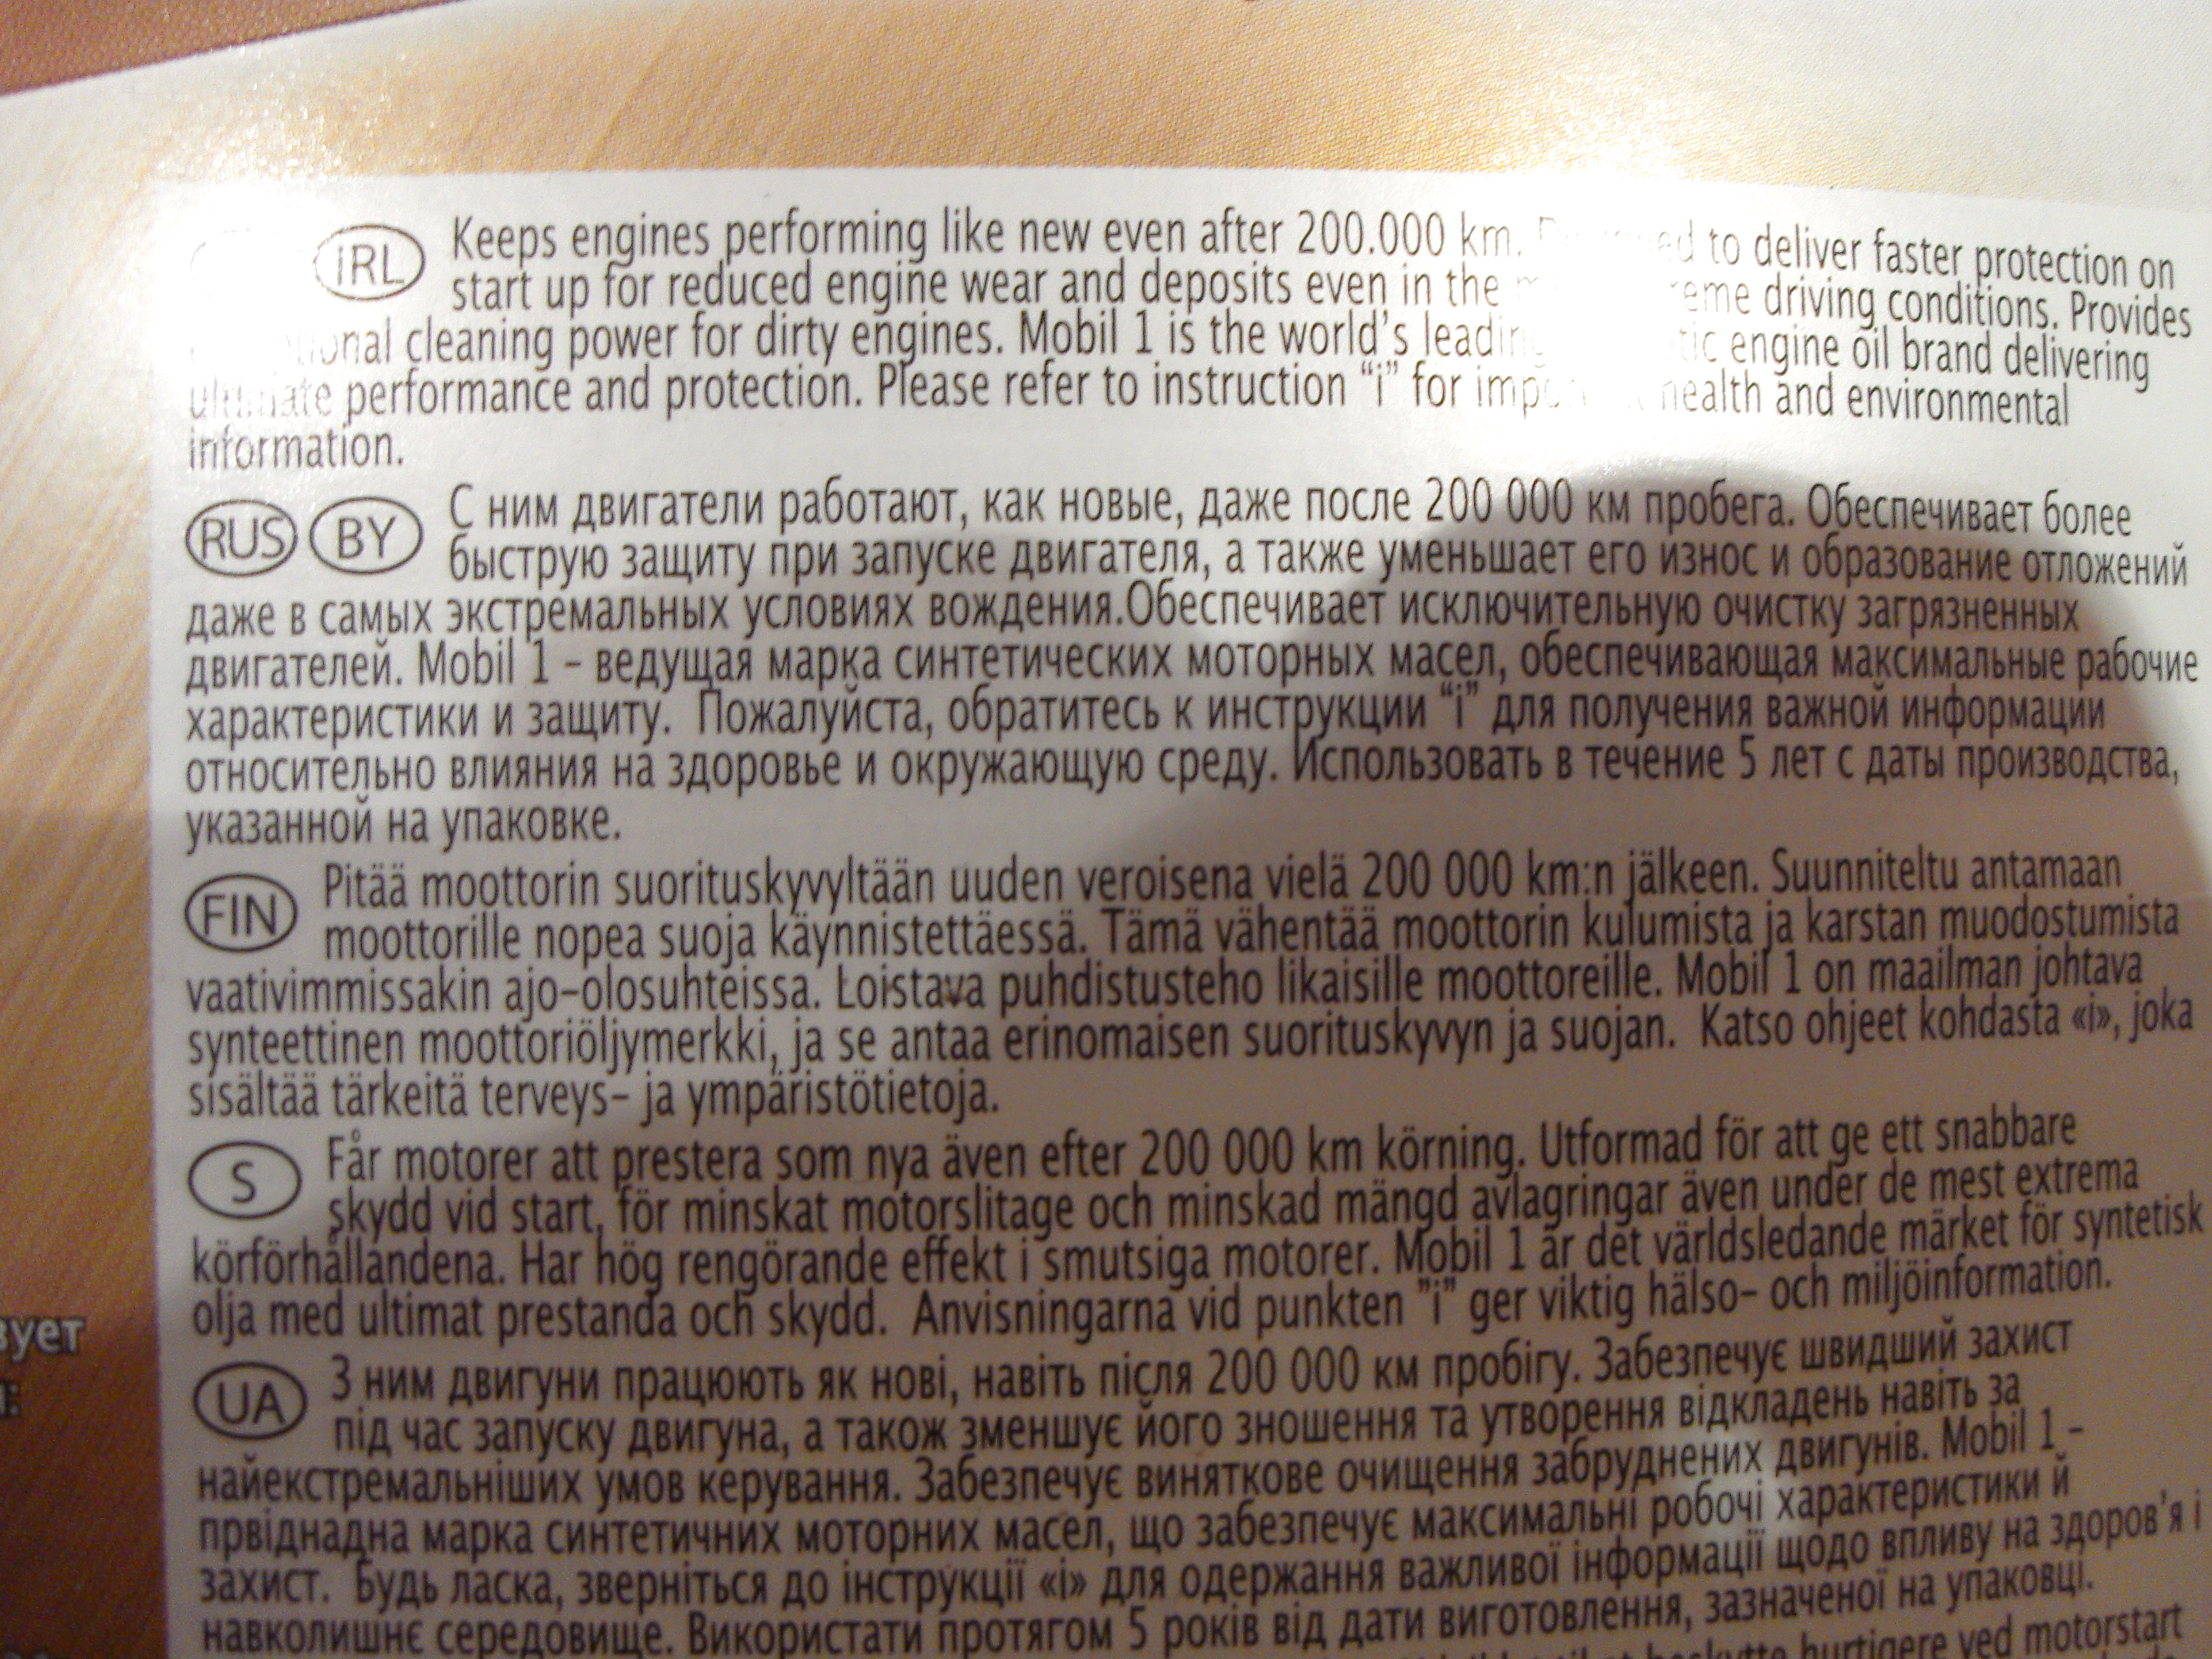 IRL Keeps engines performing like new even after 200.000 km. to deliver faster protection on
start up for reduced engine wear and deposits even in the driving conditions. Provides
cleaning power for dirty engines. Mobil 1 is the world's engine oil brand delivering
ultimate performance and protection. Please refer to instruction "i" for health and environmental
information.
RUS BY С ним двигатели работают, как новые, даже после 200 000 км пробега. Обеспечивает более
быструю защиту при запуске двигателя, а также уменьшает его износ и образование отложений
даже в самых экстремальных условиях вождения.Обеспечивает исключительную очистку загрязненных
двигателей. Mobil 1 – ведущая марка синтетических моторных масел, обеспечивающая максимальные рабочие
характеристики и защиту. Пожалуйста, обратитесь к инструкции "i" для получения важной информации
относительно влияния на здоровье и окружающую среду. Использовать в течение 5 лет с даты производства,
указанной на упаковке.
FIN Pitää moottorin suorituskyvyltään uuden veroisena vielä 200 000 km:n jälkeen. Suunniteltu antamaan
moottorille nopea suoja käynnistettäessä. Tämä vähentää moottorin kulumista ja karstan muodostumista
vaativimmissakin ajo-olosuhteissa. Loistava puhdistusteho likaisille moottoreille. Mobil 1 on maailman johtava
synteettinen moottoriöljymerkki, ja se antaa erinomaisen suorituskyvyn ja suojan. Katso ohjeet kohdasta «i», joka
sisältää tärkeitä terveys- ja ympäristötietoja.
S Får motorer att prestera som nya även efter 200 000 km körning. Utformad för att ge ett snabbare
skydd vid start, för minskat motorslitage och minskad mängd avlagringar även under de mest extrema
körförhållandena. Har hög rengörande effekt i smutsiga motorer. Mobil 1 är det världsledande märket för syntetisk
olja med ultimat prestanda och skydd. Anvisningarna vid punkten "i" ger viktig hälso- och miljöinformation.
UA З ним двигуни працюють як нові, навіть після 200 000 км пробігу. Забезпечує швидший захист
під час запуску двигуна, а також зменшує його зношення та утворення відкладень навіть за
найекстремальніших умов керування. Забезпечує виняткове очищення забруднених двигунів. Mobil 1 –
првіднадна марка синтетичних моторних масел, що забезпечує максимальні робочі характеристики й
захист. Будь ласка, зверніться до інструкції «і» для одержання важливої інформації щодо впливу на здоров'я і
навколишнє середовище. Використати протягом 5 років від дати виготовлення, зазначеної на упаковці.
hurtigere ved motorstart